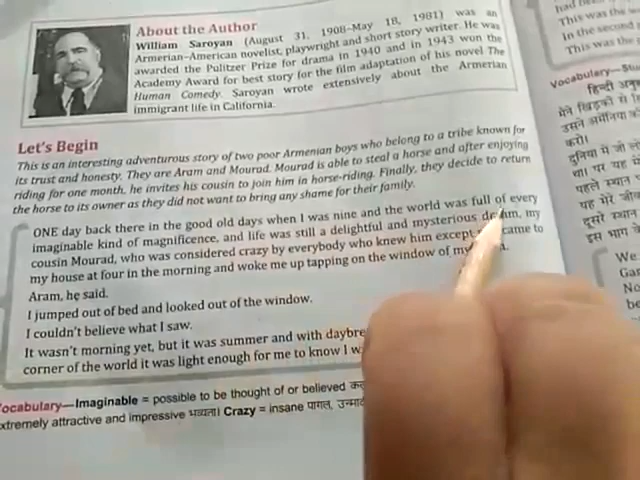 About the Author
William Saroyan (August 31, 1908–May 18, 1981) was an
Armenian–American novelist, playwright and short story writer. He was
awarded the Pulitzer Prize for drama in 1940 and in 1943 won the
Academy Award for best story for the film adaptation of his novel The
Human Comedy. Saroyan wrote extensively about the Armenian
immigrant life in California.
Let's Begin
This is an interesting adventurous story of two poor Armenian boys who belong to a tribe known for
its trust and honesty. They are Aram and Mourad. Mourad is able to steal a horse and after enjoying
riding for one month, he invites his cousin to join him in horse-riding. Finally, they decide to return
the horse to its owner as they did not want to bring any shame for their family.
ONE day back there in the good old days when I was nine and the world was full of every
imaginable kind of magnificence, and life was still a delightful and mysterious my
cousin Mourad, who was considered crazy by everybody who knew him except came to
my house at four in the morning and woke me up tapping on the window of
Aram, he said.
I jumped out of bed and looked out of the window.
I couldn't believe what I saw.
It wasn't morning yet, but it was summer and with
corner of the world it was light enough for me to know I
Vocabulary—Imaginable = possible to be thought of or believed
extremely attractive and impressive भव्यता। Crazy = insane पागल,
This was the
In the second
This was the
Vocabulary—
मैंने खिड़की से
उसने
करो।
दुनिया में जो
था। पर यह
पहले स्थान
यह मेरे
दूसरे स्थान
इस भाग के
We